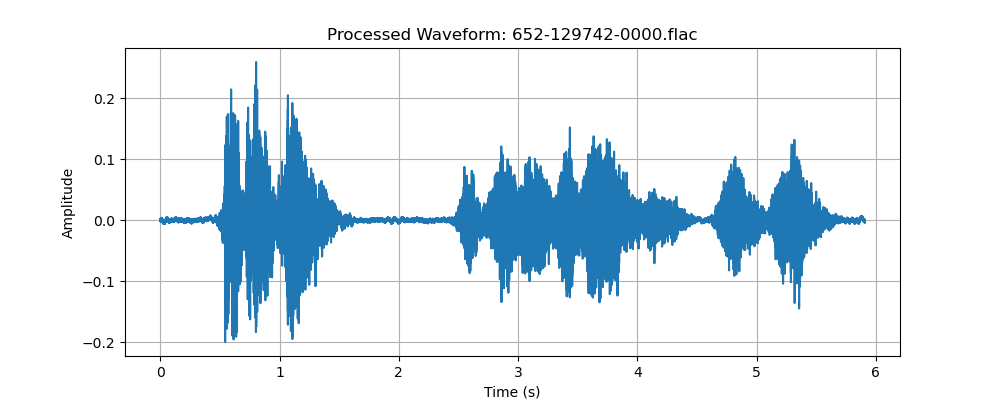 Processed Waveform: 652-129742-0000.flac
0.2
0.1
0.0
−0.1
−0.2
Amplitude
0 1 2 3 4 5 6
Time (s)